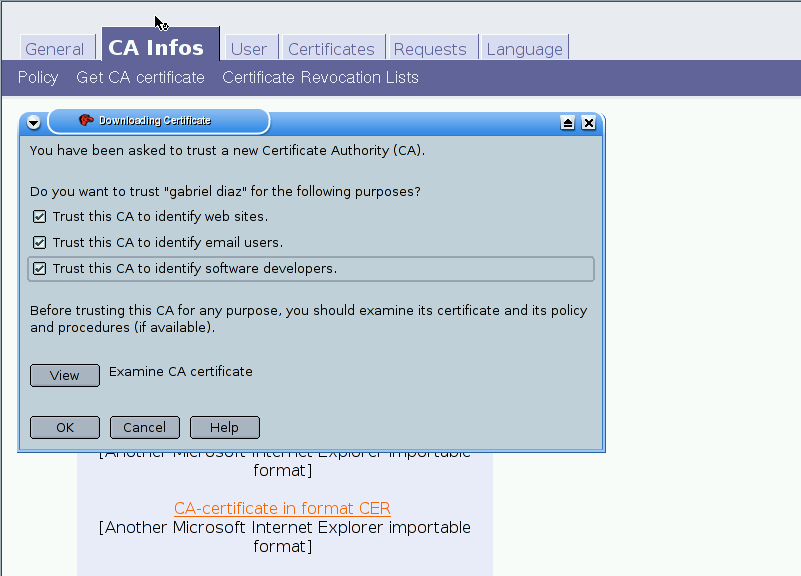 General CA Infos User Certificates Requests Language
Policy Get CA certificate Certificate Revocation Lists
Downloading Certificate
You have been asked to trust a new Certificate Authority (CA).
Do you want to trust "gabriel diaz" for the following purposes?
Trust this CA to identify web sites.
Trust this CA to identify email users.
Trust this CA to identify software developers.
Before trusting this CA for any purpose, you should examine its certificate and its policy
and procedures (if available).
View Examine CA certificate
OK Cancel Help
[Another Microsoft Internet Explorer importable
format]
CA-certificate in format CER
[Another Microsoft Internet Explorer importable
format]